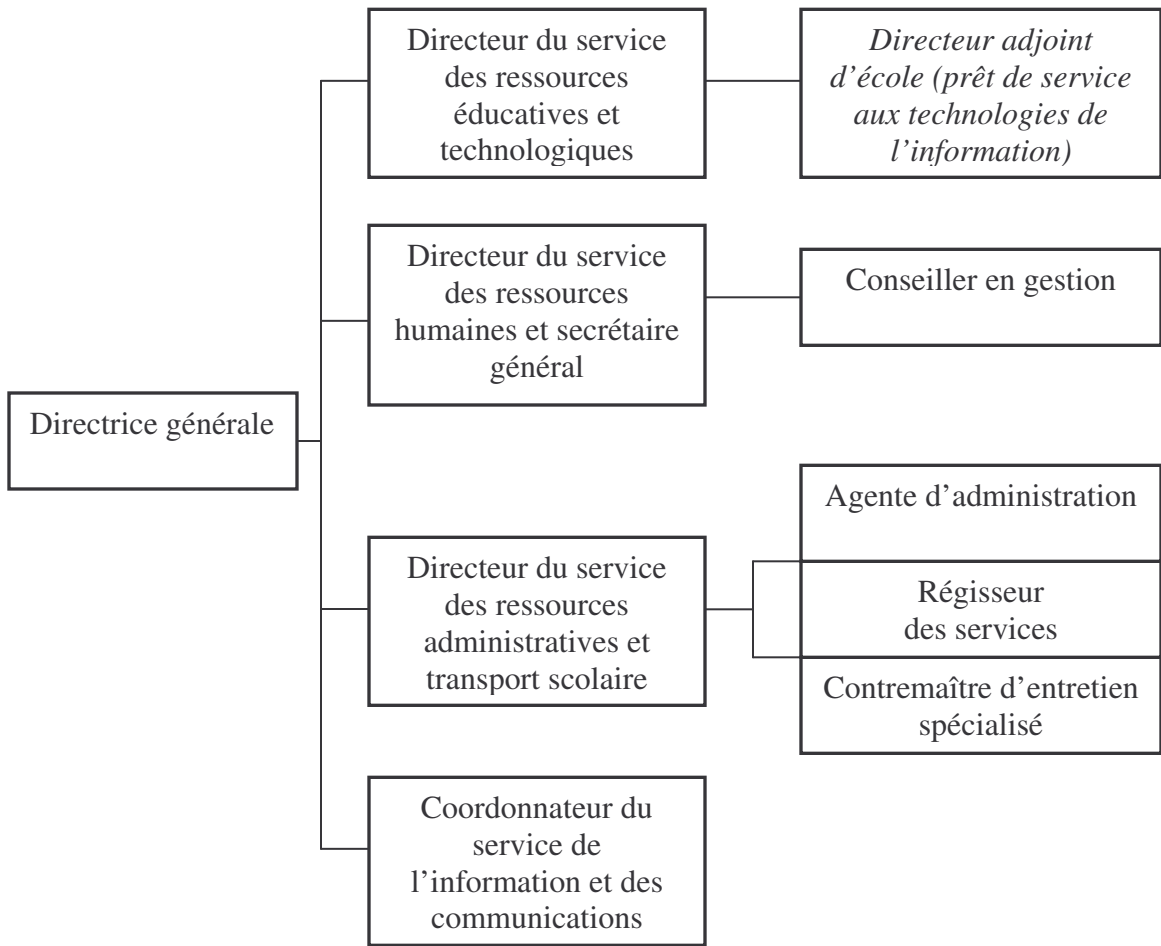 Directeur du service
des ressources
éducatives et
technologiques
Directeur adjoint
d’école (prêt de service
aux technologies de
l’information)
Directeur du service
des ressources
humaines et secrétaire
général
Conseiller en gestion
Directrice générale
Directeur du service
des ressources
administratives et
transport scolaire
Agente d’administration
Régisseur
des services
Contremaître d’entretien
spécialisé
Coordonnateur du
service de
l’information et des
communications